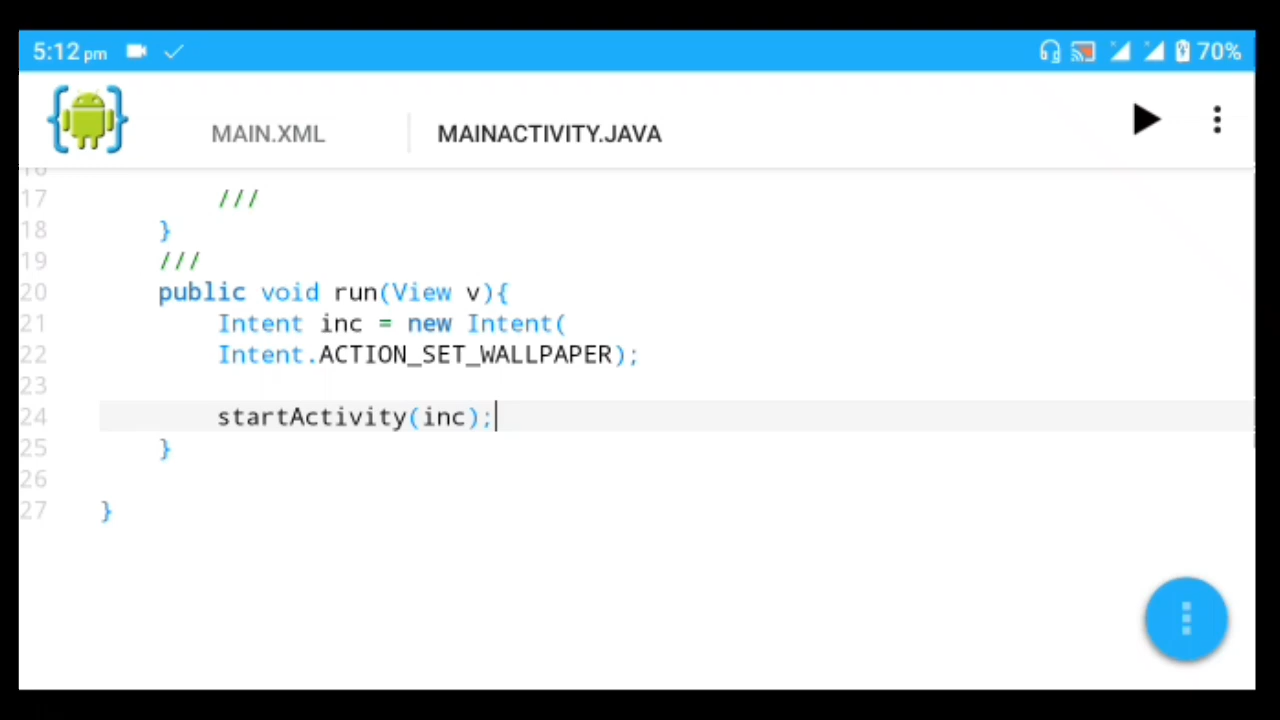 5:12 pm 70%
MAIN.XML MAINACTIVITY.JAVA
16
17 ///
18 }
19 ///
20 public void run(View v){
21 Intent inc = new Intent(
22 Intent.ACTION_SET_WALLPAPER);
23
24 startActivity(inc);
25 }
26
27 }